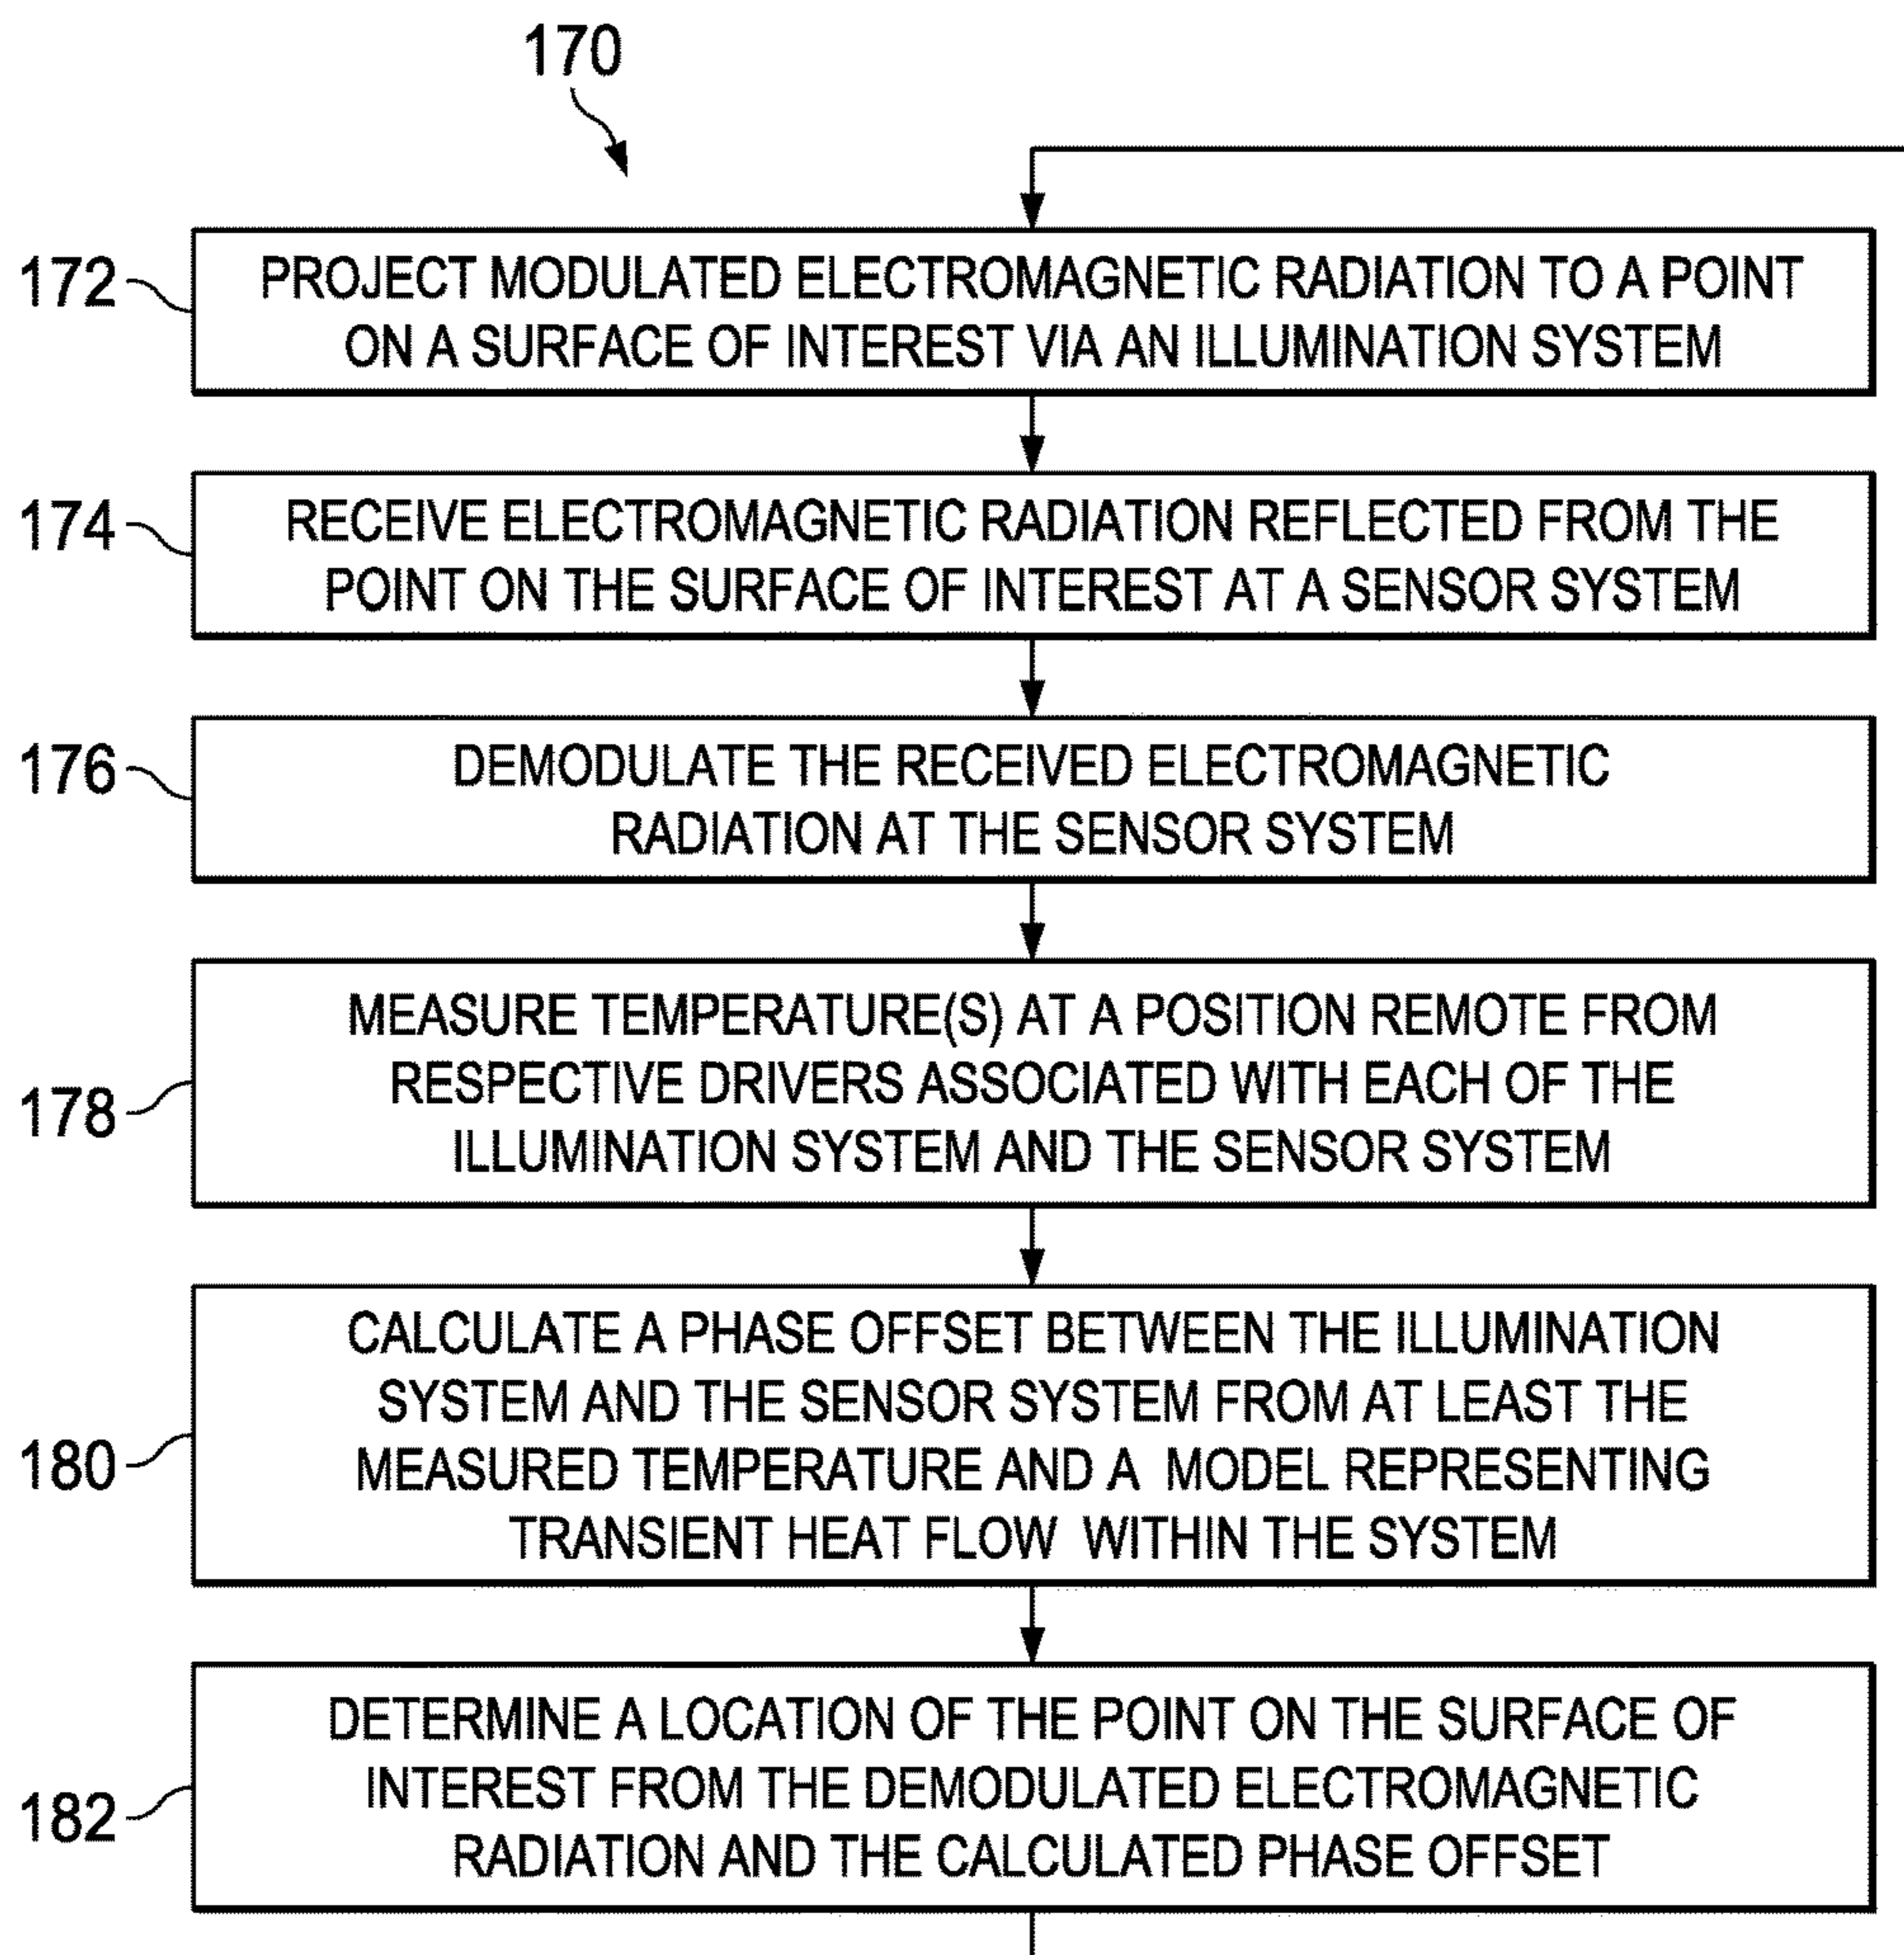 170
172
PROJECT MODULATED ELECTROMAGNETIC RADIATION TO A POINT
ON A SURFACE OF INTEREST VIA AN ILLUMINATION SYSTEM
174
RECEIVE ELECTROMAGNETIC RADIATION REFLECTED FROM THE
POINT ON THE SURFACE OF INTEREST AT A SENSOR SYSTEM
176
DEMODULATE THE RECEIVED ELECTROMAGNETIC
RADIATION AT THE SENSOR SYSTEM
178
MEASURE TEMPERATURE(S) AT A POSITION REMOTE FROM
RESPECTIVE DRIVERS ASSOCIATED WITH EACH OF THE
ILLUMINATION SYSTEM AND THE SENSOR SYSTEM
180
CALCULATE A PHASE OFFSET BETWEEN THE ILLUMINATION
SYSTEM AND THE SENSOR SYSTEM FROM AT LEAST THE
MEASURED TEMPERATURE AND A MODEL REPRESENTING
TRANSIENT HEAT FLOW WITHIN THE SYSTEM
182
DETERMINE A LOCATION OF THE POINT ON THE SURFACE OF
INTEREST FROM THE DEMODULATED ELECTROMAGNETIC
RADIATION AND THE CALCULATED PHASE OFFSET